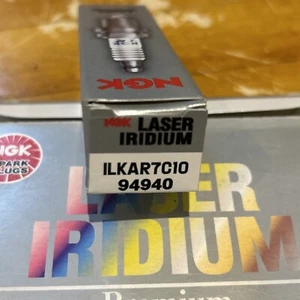 NGK
NGK LASER
IRIDIUM
ILKAR7C10
94940
NGK
SPARK
PLUGS
LASER
IRIDIUM
Premium